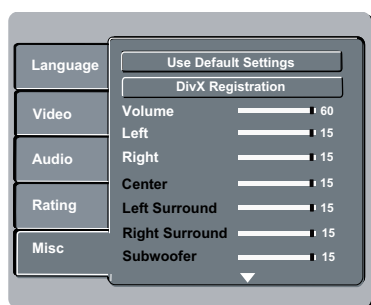 Language
Video
Audio
Rating
Misc
Use Default Settings
DivX Registration
Volume 60
Left 15
Right 15
Center 15
Left Surround 15
Right Surround 15
Subwoofer 15